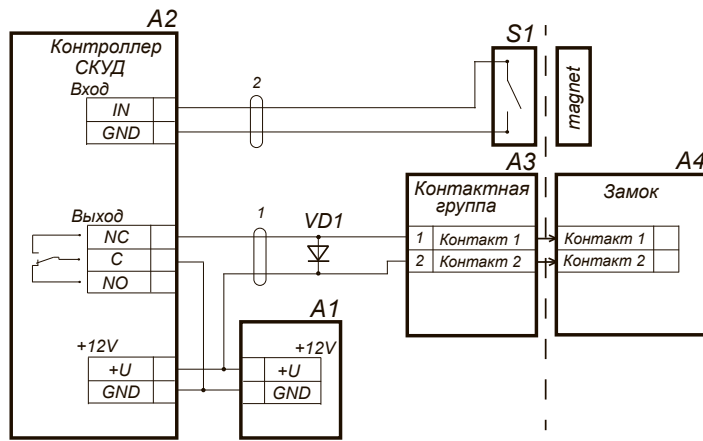 A2
Контроллер
СКУД
Вход
IN
GND
2
S1
magnet
A3
Контактная
группа
1 Контакт 1
2 Контакт 2
A4
Замок
Контакт 1
Контакт 2
Выход
NC
C
NO
1
VD1
+12V
+U
GND
A1
+12V
+U
GND